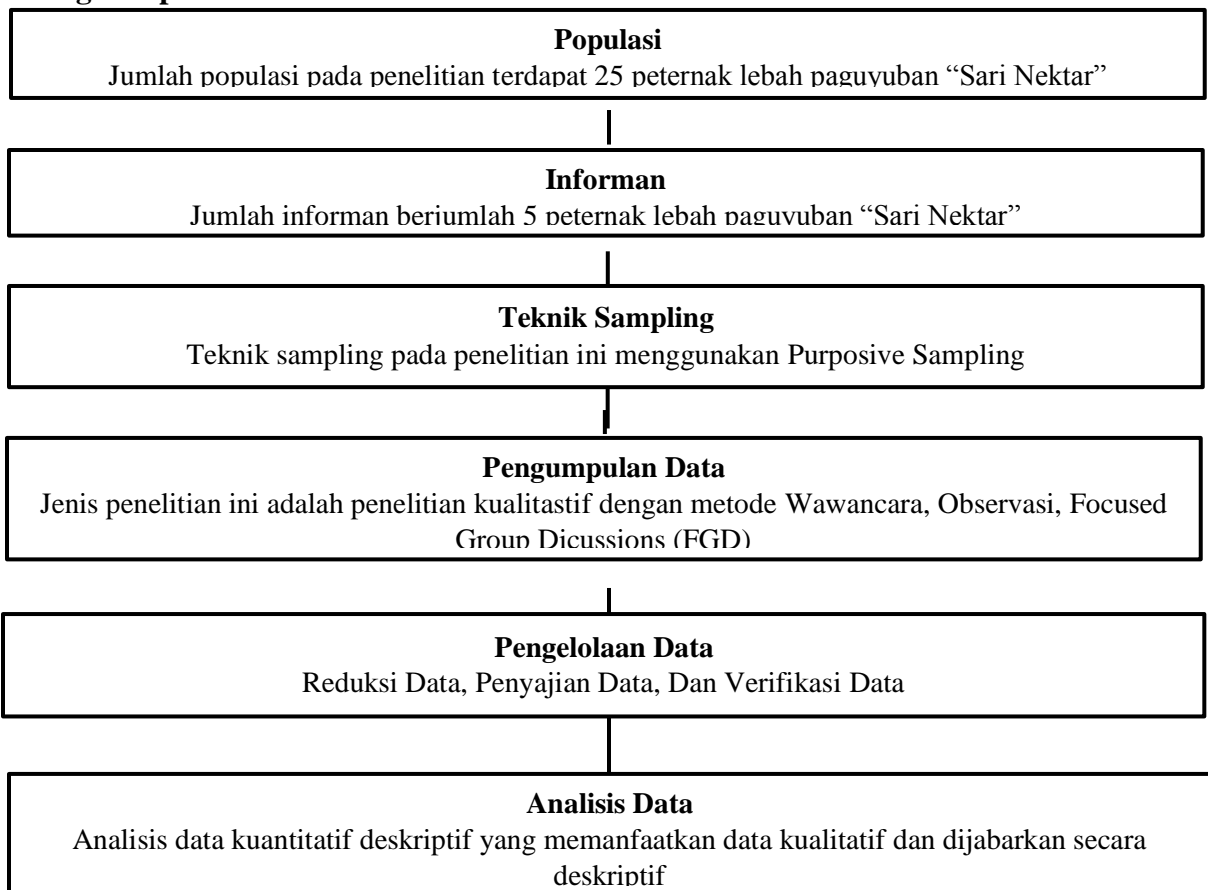 Populasi
Jumlah populasi pada penelitian terdapat 25 peternak lebah paguyuban “Sari Nektar”
Informan
Jumlah informan berjumlah 5 peternak lebah paguyuban “Sari Nektar”
Teknik Sampling
Teknik sampling pada penelitian ini menggunakan Purposive Sampling
Pengumpulan Data
Jenis penelitian ini adalah penelitian kualitastif dengan metode Wawancara, Observasi, Focused
Group Dicussions (FGD)
Pengelolaan Data
Reduksi Data, Penyajian Data, Dan Verifikasi Data
Analisis Data
Analisis data kuantitatif deskriptif yang memanfaatkan data kualitatif dan dijabarkan secara
deskriptif